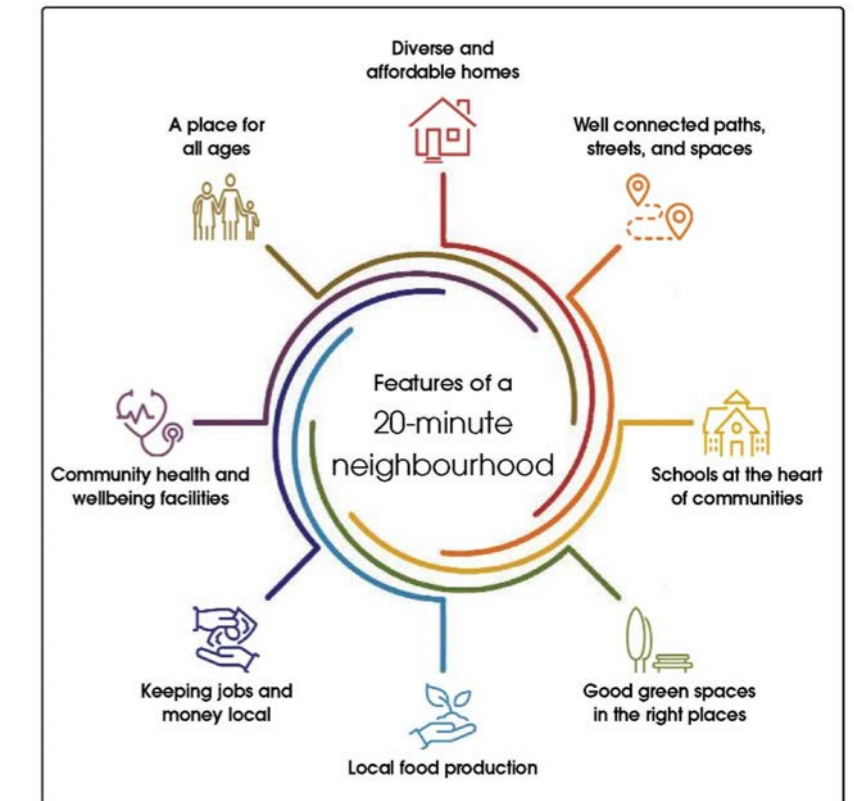 Diverse and
affordable homes
A place for
all ages
Well connected paths,
streets, and spaces
Features of a
20-minute
neighbourhood
Community health and
wellbeing facilities
Schools at the heart
of communities
Keeping jobs and
money local
Good green spaces
in the right places
Local food production